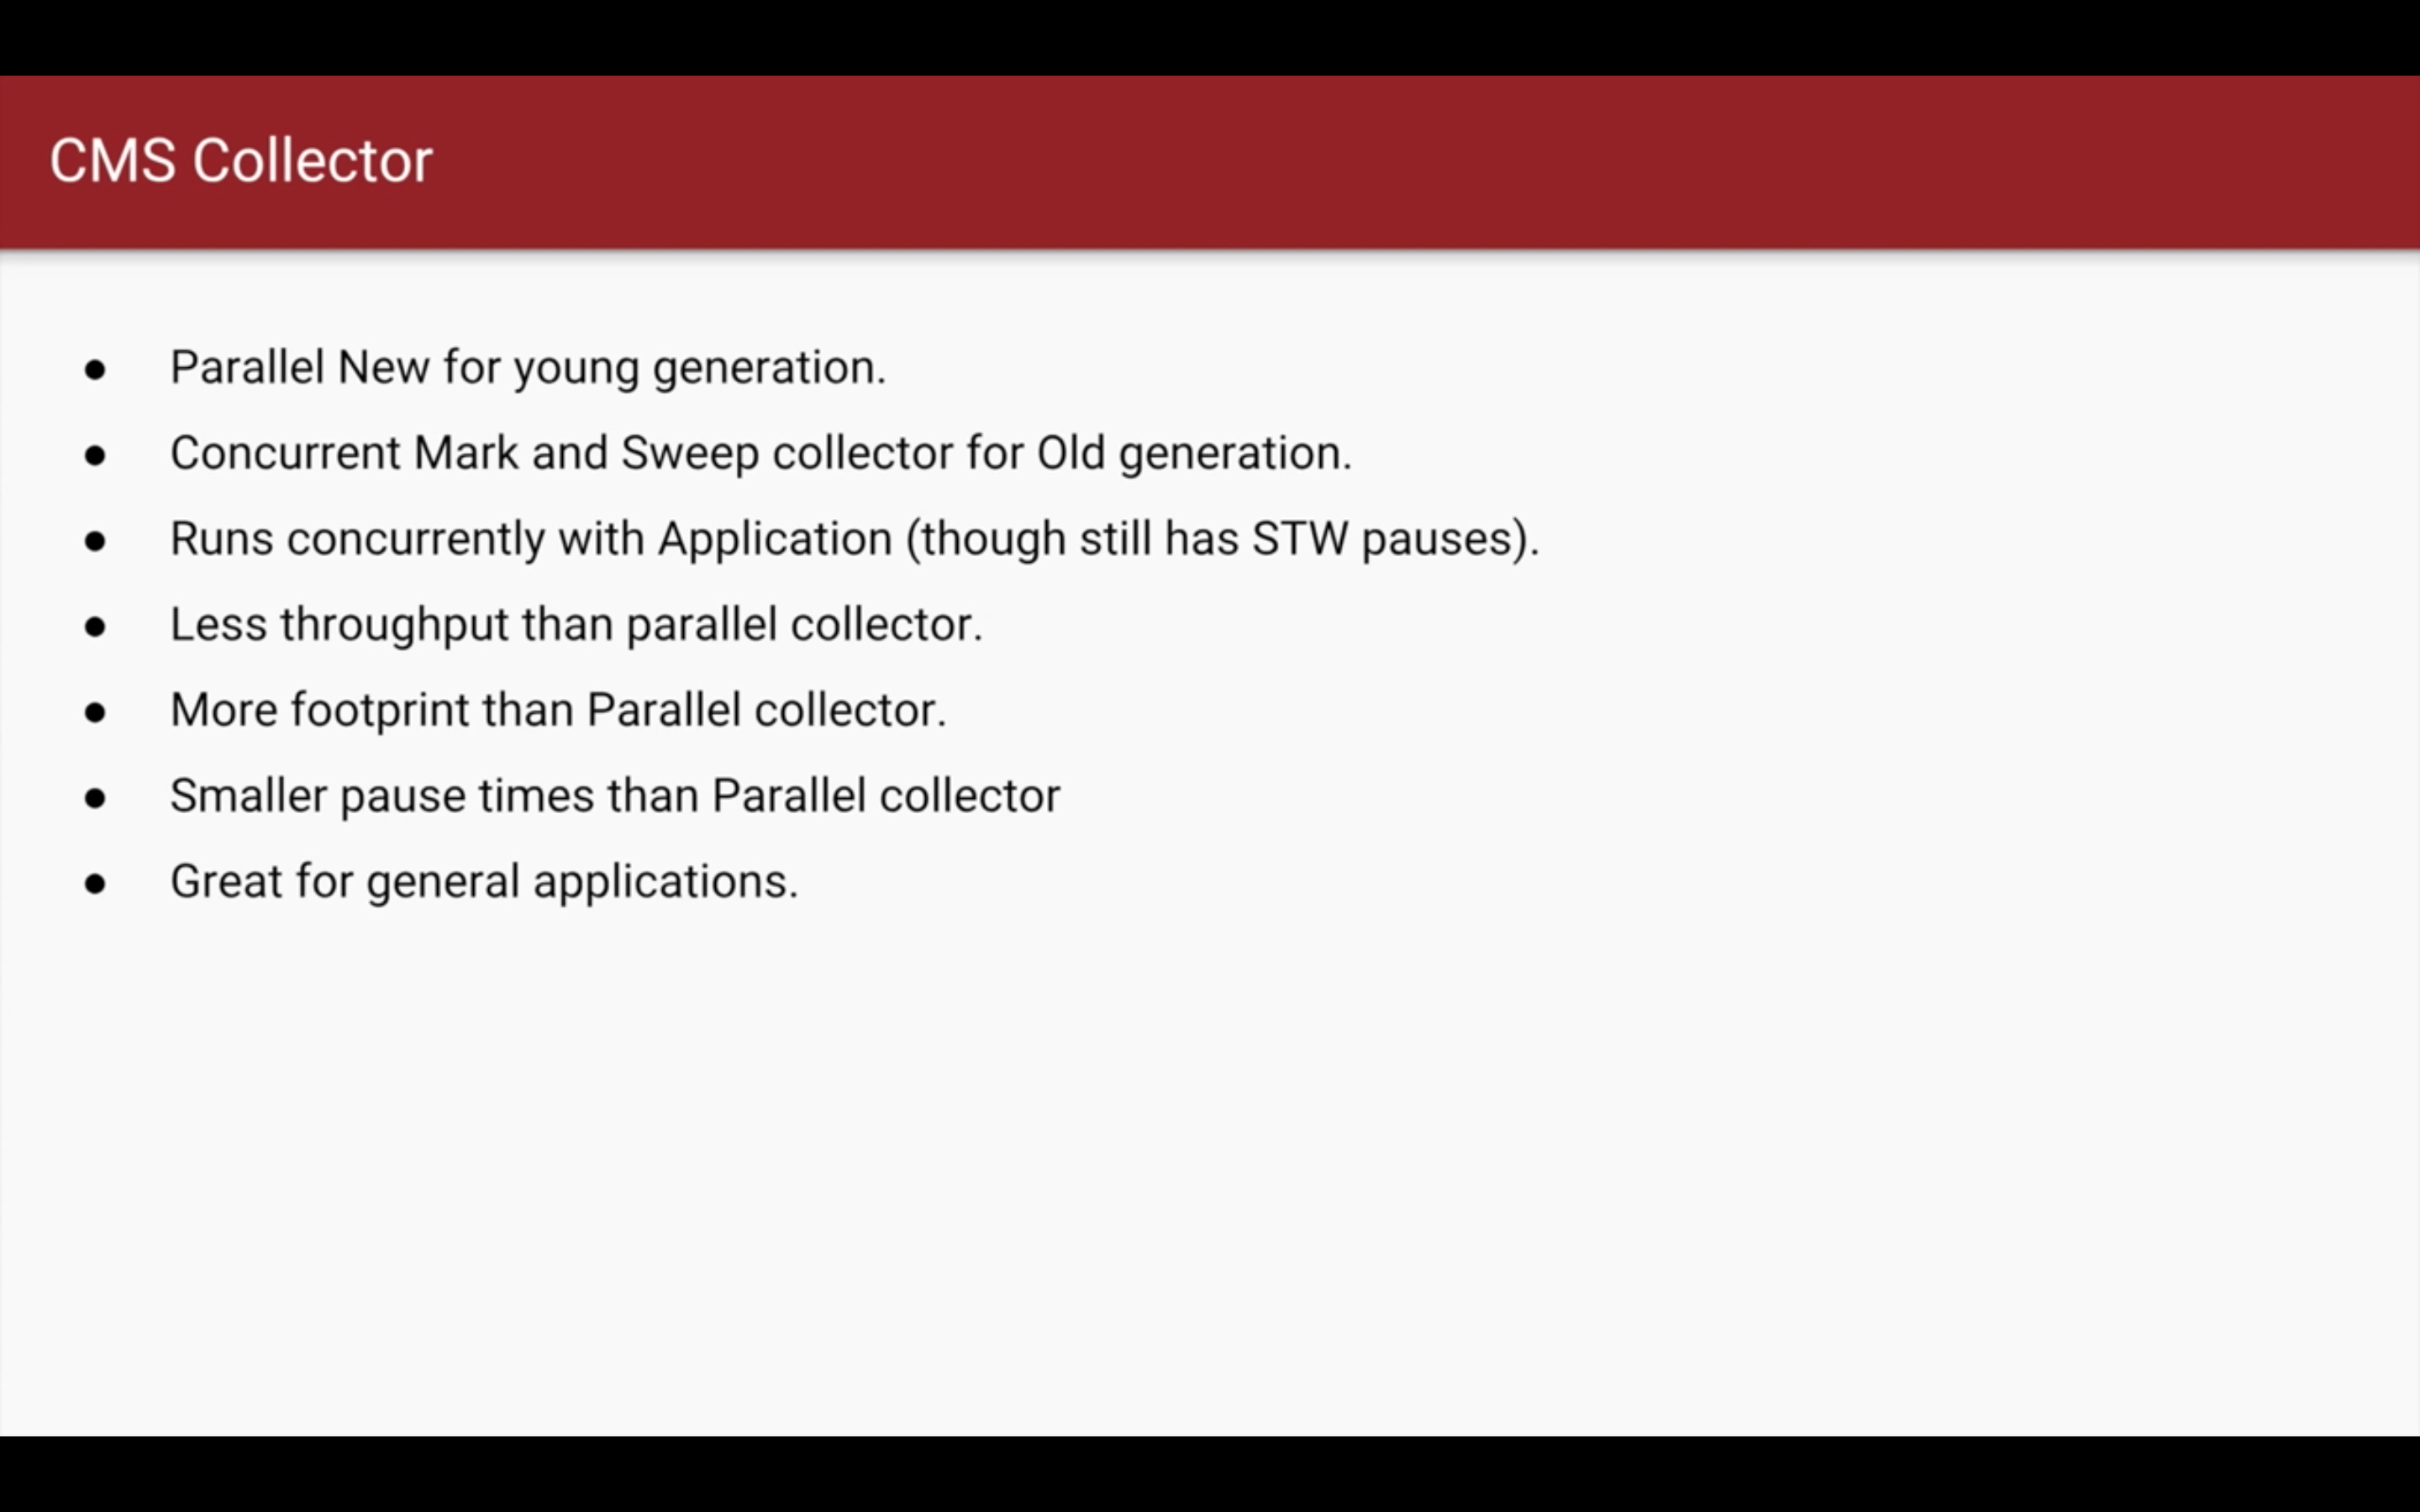 CMS Collector
● Parallel New for young generation.
● Concurrent Mark and Sweep collector for Old generation.
● Runs concurrently with Application (though still has STW pauses).
● Less throughput than parallel collector.
● More footprint than Parallel collector.
● Smaller pause times than Parallel collector
● Great for general applications.